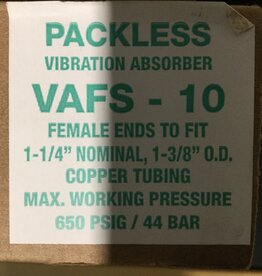 PACKLESS
VIBRATION ABSORBER
VAFS - 10
FEMALE ENDS TO FIT
1-1/4" NOMINAL, 1-3/8" O.D.
COPPER TUBING
MAX. WORKING PRESSURE
650 PSIG / 44 BAR